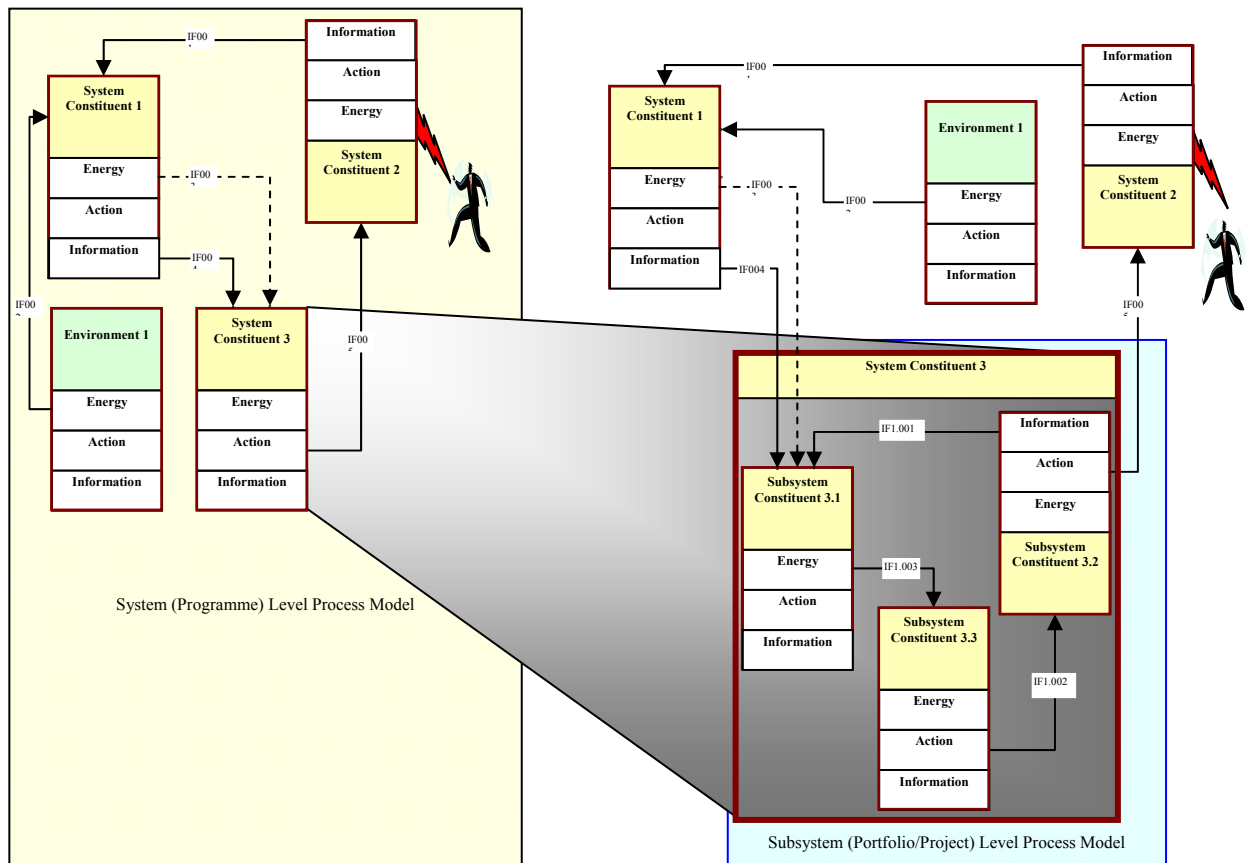 Information
Action
Energy
System
Constituent 2
IF00
System
Constituent 1
Energy
Action
Information
IF00
IF00
IF00
Environment 1
Energy
Action
Information
System
Constituent 3
Energy
Action
Information
IF00
System (Programme) Level Process Model
Information
Action
Energy
System
Constituent 2
IF00
System
Constituent 1
Energy
Action
Information
IF00
IF00
IF004
Environment 1
Energy
Action
Information
IF00
System Constituent 3
Information
Action
Energy
Subsystem
Constituent 3.2
IF1.001
Subsystem
Constituent 3.1
Energy
Action
Information
IF1.003
Subsystem
Constituent 3.3
Energy
Action
Information
IF1.002
Subsystem (Portfolio/Project) Level Process Model